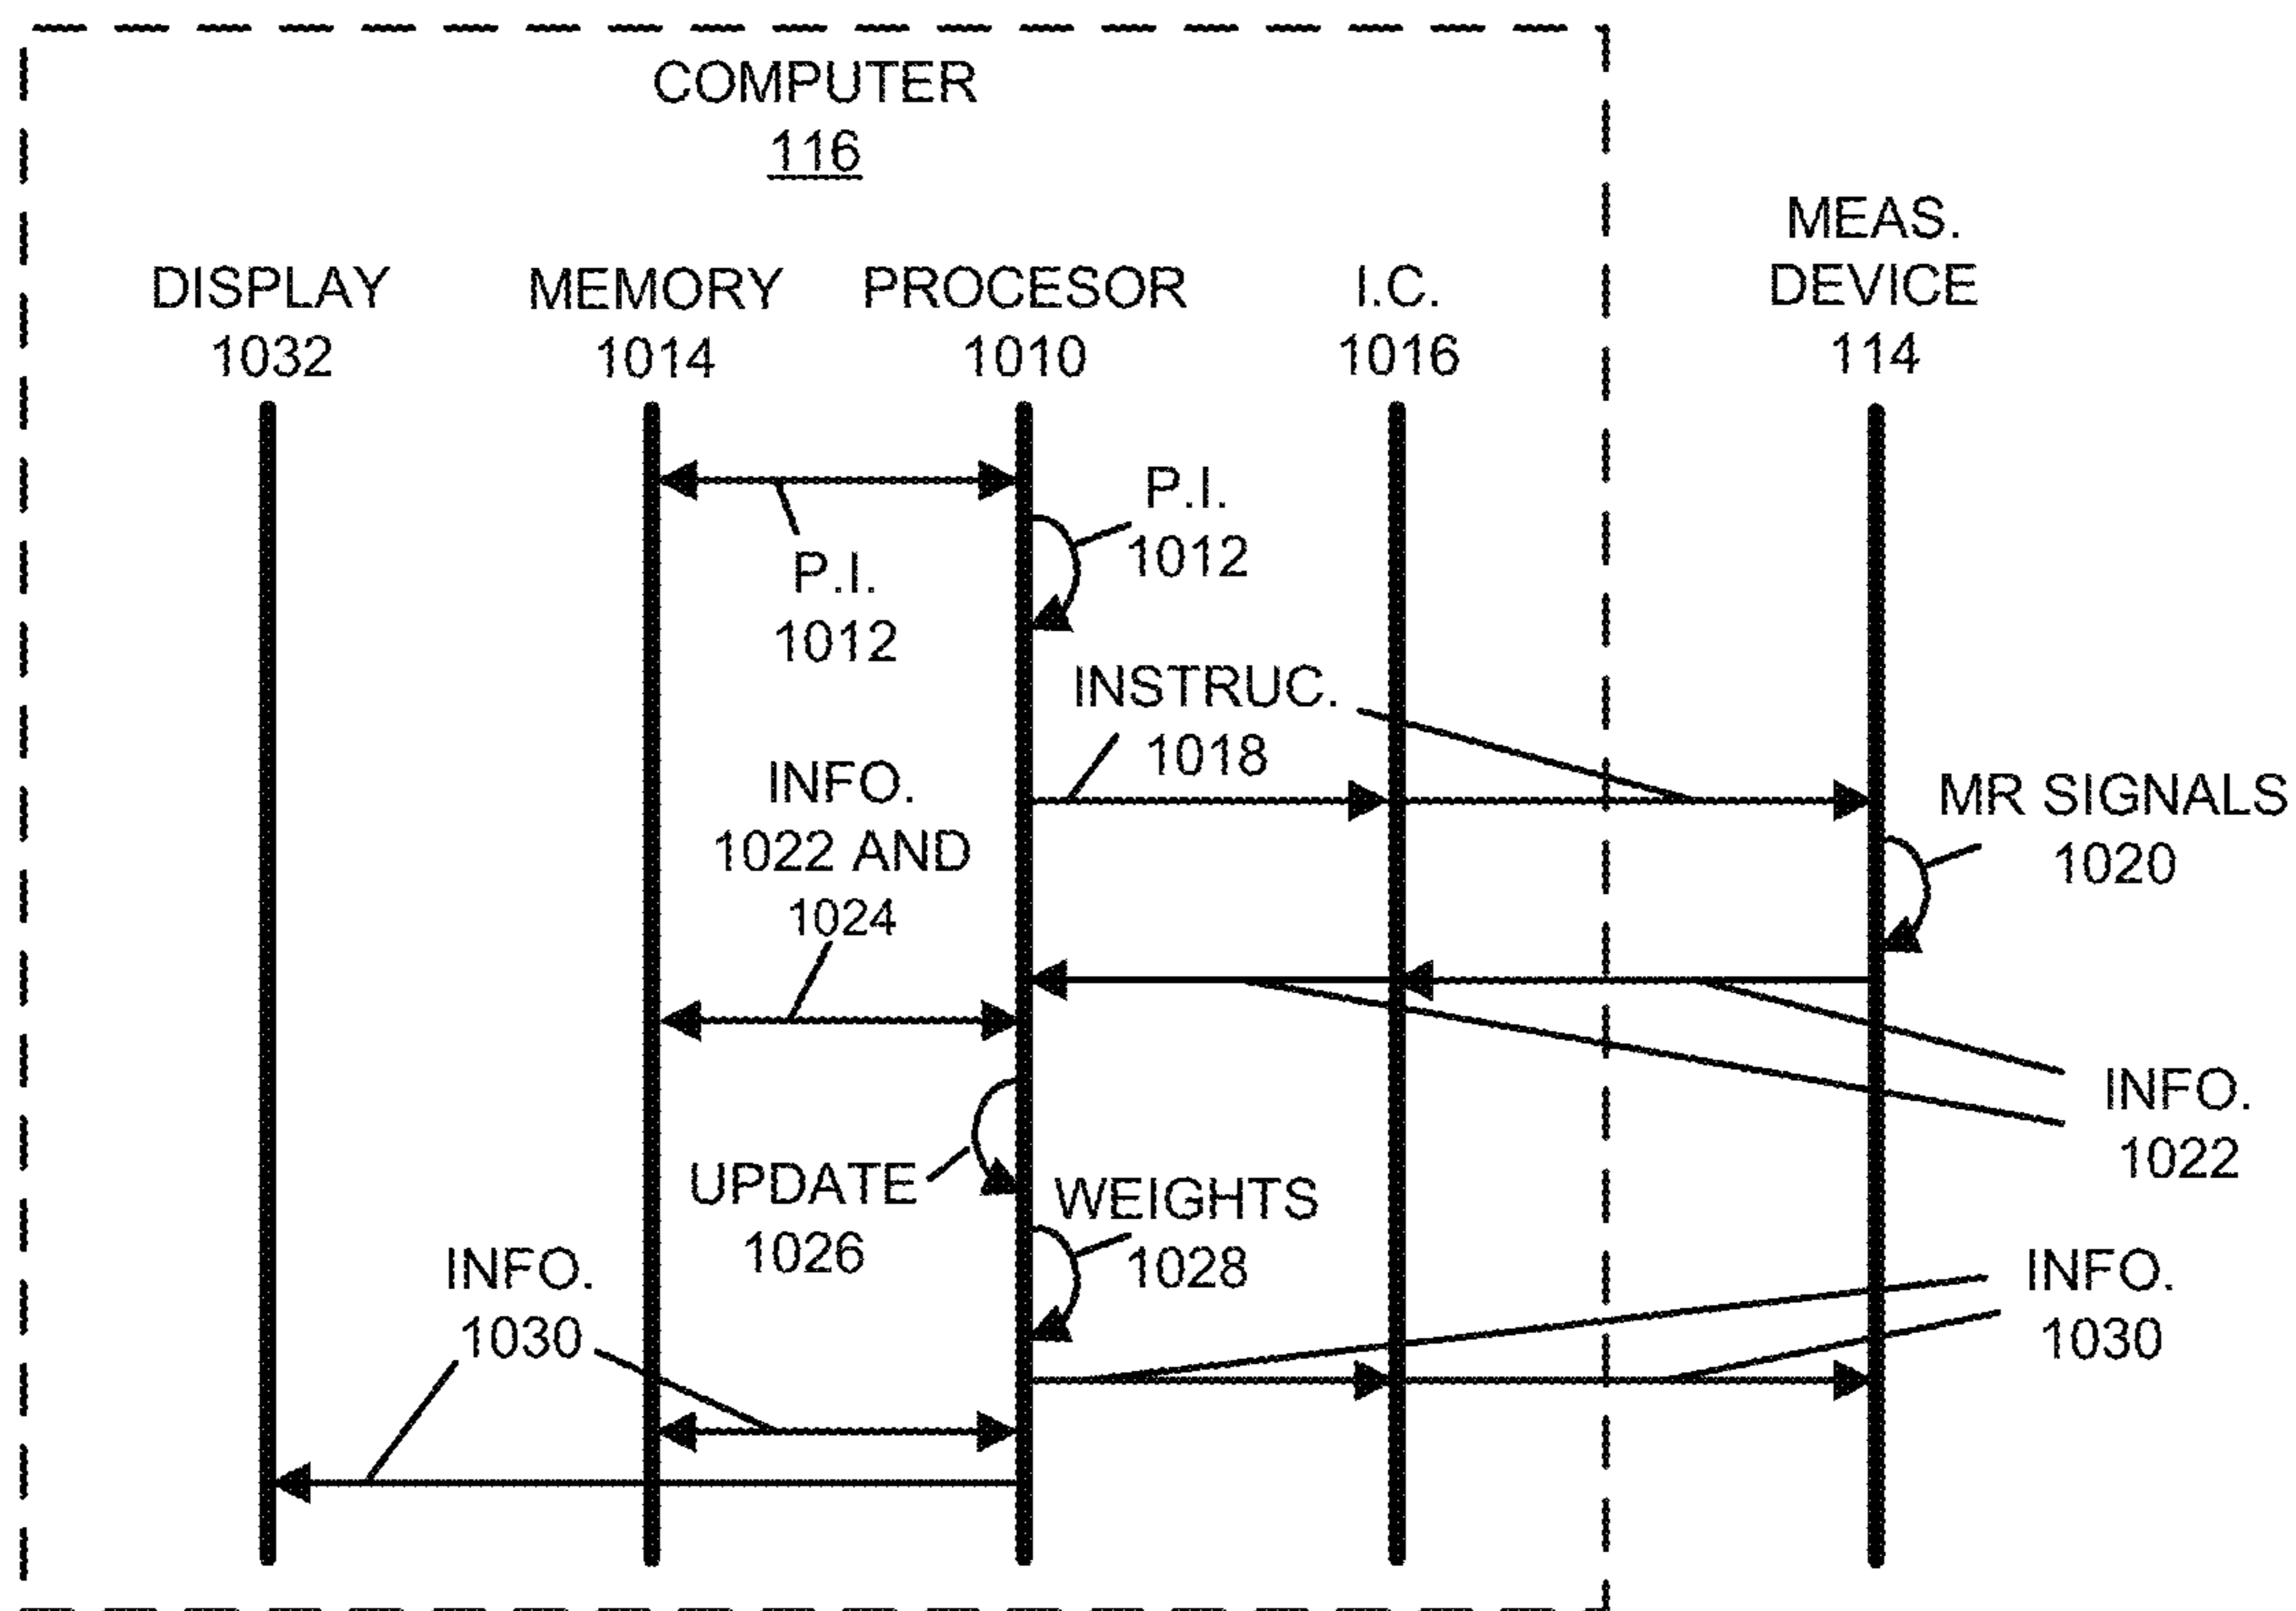 COMPUTER
116
DISPLAY
1032
MEMORY
1014
PROCESOR
1010
I.C.
1016
MEAS.
DEVICE
114
P.I.
1012
P.I.
1012
INSTRUC.
1018
MR SIGNALS
1020
INFO.
1022 AND
1024
INFO.
1022
UPDATE
1026
WEIGHTS
1028
INFO.
1030
INFO.
1030